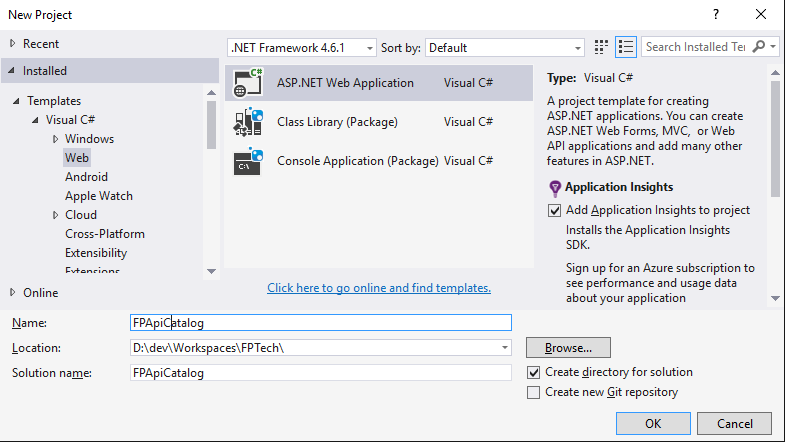 New Project
Recent
.NET Framework 4.6.1
Sort by:
Default
Search Installed Te
Installed
Templates
Visual C#
Windows
Web
Android
Apple Watch
Cloud
Cross-Platform
Extensibility
Extensions
Online
ASP.NET Web Application Visual C#
Class Library (Package) Visual C#
Console Application (Package) Visual C#
Click here to go online and find templates.
Type: Visual C#
A project template for creating
ASP.NET applications. You can create
ASP.NET Web Forms, MVC, or Web
API applications and add many other
features in ASP.NET.
Application Insights
Add Application Insights to project
Installs the Application Insights
SDK.
Sign up for an Azure subscription to
see performance and usage data
about your application
Name: FPApiCatalog
Location: D:\dev\Workspaces\FPTech\
Browse...
Solution name: FPApiCatalog
Create directory for solution
Create new Git repository
OK
Cancel